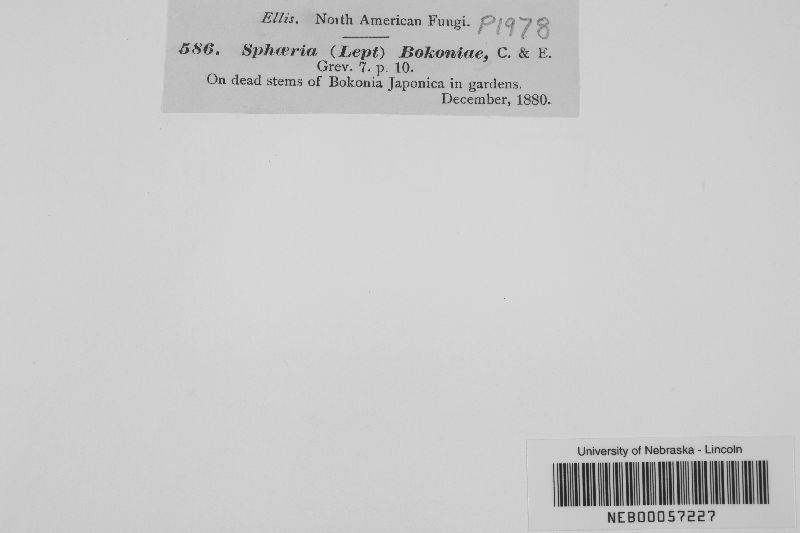 Ellis. North American Fungi. P1978
586. Sphæria (Lept) Bokoniae, C. & E.
Grev. 7. p. 10.
On dead stems of Bokonia Japonica in gardens.
December, 1880.
University of Nebraska - Lincoln
NEB00057227